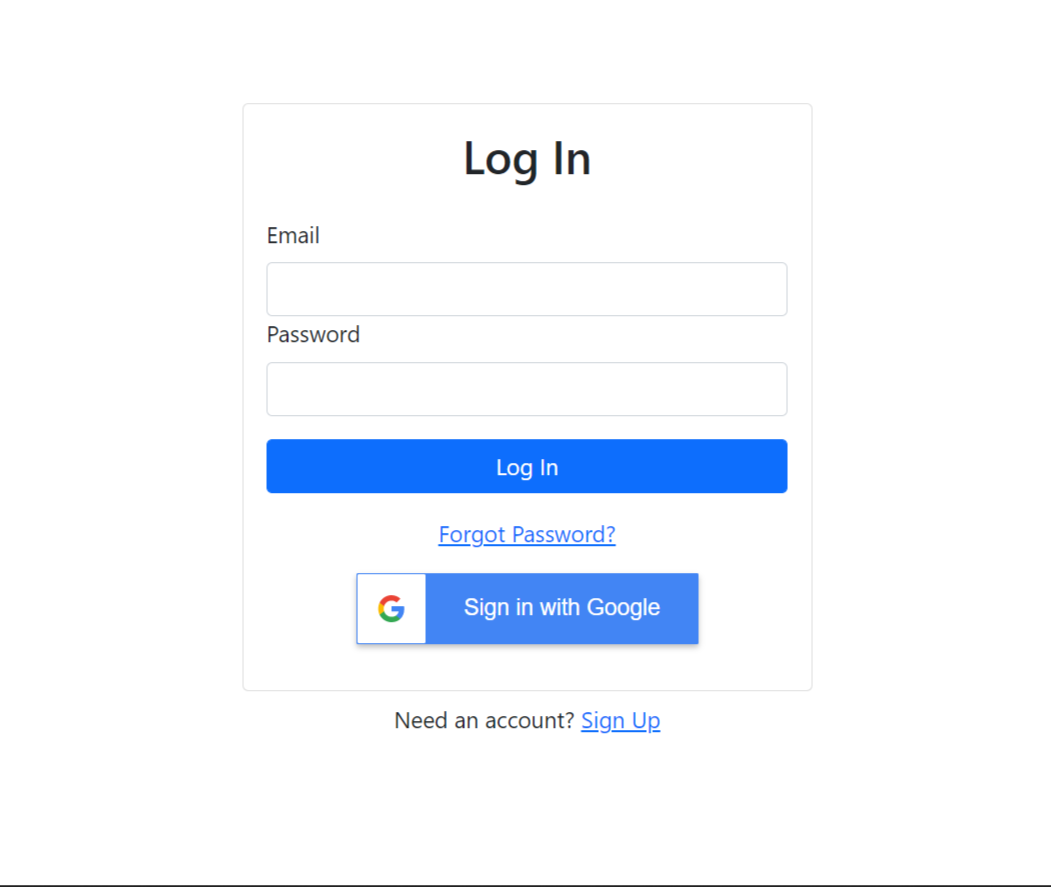 Log In
Email
Password
Log In
Forgot Password?
Sign in with Google
Need an account? Sign Up